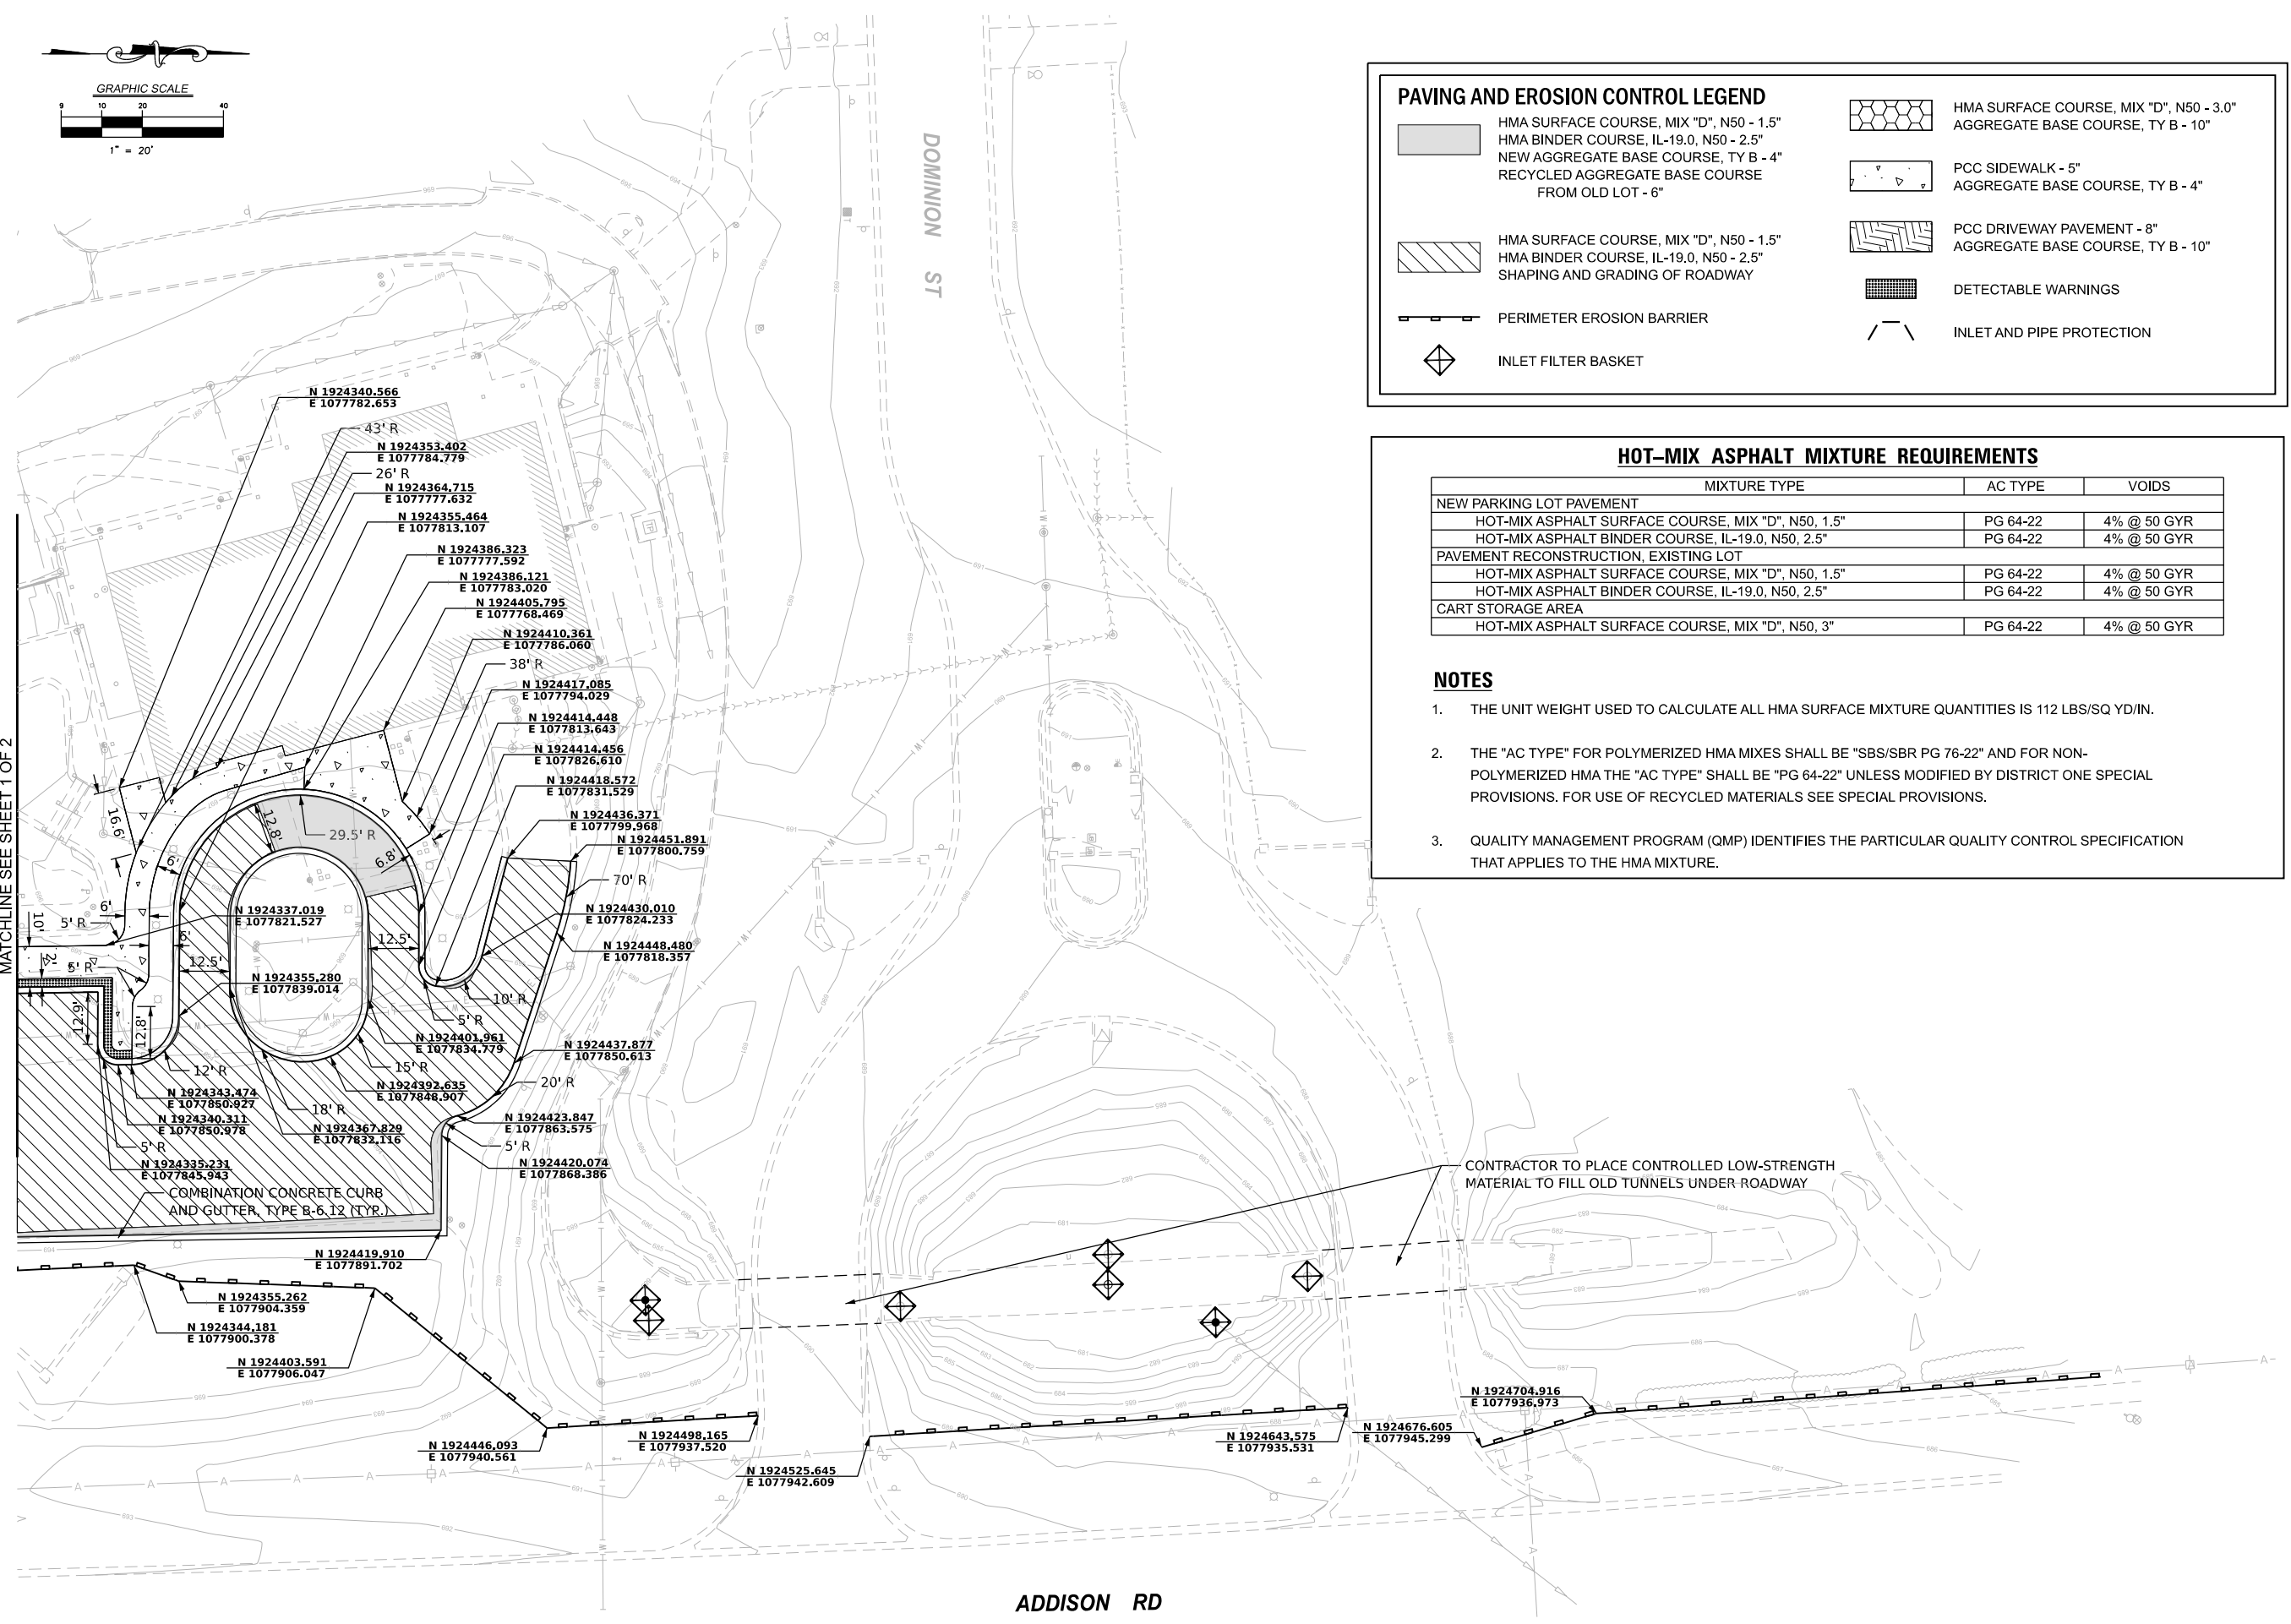 GRAPHIC SCALE
10 20 40
1" = 20'
DOMINION ST
MATCHLINE SEE SHEET 1 OF 2
PAVING AND EROSION CONTROL LEGEND
HMA SURFACE COURSE, MIX "D", N50 - 1.5"
HMA BINDER COURSE, IL-19.0, N50 - 2.5"
NEW AGGREGATE BASE COURSE, TY B - 4"
RECYCLED AGGREGATE BASE COURSE
FROM OLD LOT - 6"
HMA SURFACE COURSE, MIX "D", N50 - 1.5"
HMA BINDER COURSE, IL-19.0, N50 - 2.5"
SHAPING AND GRADING OF ROADWAY
PERIMETER EROSION BARRIER
INLET FILTER BASKET
HMA SURFACE COURSE, MIX "D", N50 - 3.0"
AGGREGATE BASE COURSE, TY B - 10"
PCC SIDEWALK - 5"
AGGREGATE BASE COURSE, TY B - 4"
PCC DRIVEWAY PAVEMENT - 8"
AGGREGATE BASE COURSE, TY B - 10"
DETECTABLE WARNINGS
INLET AND PIPE PROTECTION
HOT-MIX ASPHALT MIXTURE REQUIREMENTS
MIXTURE TYPE AC TYPE VOIDS
NEW PARKING LOT PAVEMENT
HOT-MIX ASPHALT SURFACE COURSE, MIX "D", N50, 1.5" PG 64-22 4% @ 50 GYR
HOT-MIX ASPHALT BINDER COURSE, IL-19.0, N50, 2.5" PG 64-22 4% @ 50 GYR
PAVEMENT RECONSTRUCTION, EXISTING LOT
HOT-MIX ASPHALT SURFACE COURSE, MIX "D", N50, 1.5" PG 64-22 4% @ 50 GYR
HOT-MIX ASPHALT BINDER COURSE, IL-19.0, N50, 2.5" PG 64-22 4% @ 50 GYR
CART STORAGE AREA
HOT-MIX ASPHALT SURFACE COURSE, MIX "D", N50, 3" PG 64-22 4% @ 50 GYR
NOTES
1. THE UNIT WEIGHT USED TO CALCULATE ALL HMA SURFACE MIXTURE QUANTITIES IS 112 LBS/SQ YD/IN.
2. THE "AC TYPE" FOR POLYMERIZED HMA MIXES SHALL BE "SBS/SBR PG 76-22" AND FOR NON-
POLYMERIZED HMA THE "AC TYPE" SHALL BE "PG 64-22" UNLESS MODIFIED BY DISTRICT ONE SPECIAL
PROVISIONS. FOR USE OF RECYCLED MATERIALS SEE SPECIAL PROVISIONS.
3. QUALITY MANAGEMENT PROGRAM (QMP) IDENTIFIES THE PARTICULAR QUALITY CONTROL SPECIFICATION
THAT APPLIES TO THE HMA MIXTURE.
N 1924340.566
E 1077782.653
43' R
N 1924353.402
E 1077784.779
26' R
N 1924364.715
E 1077777.632
N 1924355.464
E 1077813.107
N 1924386.323
E 1077777.592
N 1924386.121
E 1077783.020
N 1924405.795
E 1077768.469
N 1924410.361
E 1077786.060
38' R
N 1924417.085
E 1077794.029
N 1924414.448
E 1077813.643
N 1924414.456
E 1077826.610
N 1924418.572
E 1077831.529
N 1924436.371
E 1077799.968
N 1924451.891
E 1077800.759
70' R
N 1924430.010
E 1077824.233
N 1924448.480
E 1077818.357
16.6'
12.8'
29.5' R
6.8'
6'
6'
5' R
10'
N 1924337.019
E 1077821.527
6'
12.5'
12.5'
2'
5' R
N 1924355.280
E 1077839.014
10' R
5' R
12.9'
12.8'
N 1924401.961
E 1077834.779
N 1924437.877
E 1077850.613
12' R
15' R
20' R
N 1924392.635
E 1077848.907
N 1924343.474
E 1077850.927
18' R
N 1924340.311
E 1077850.978
N 1924367.829
E 1077832.116
N 1924423.847
E 1077863.575
5' R
5' R
N 1924335.231
E 1077845.943
N 1924420.074
E 1077868.386
COMBINATION CONCRETE CURB
AND GUTTER, TYPE B-6.12 (TYP.)
N 1924419.910
E 1077891.702
N 1924355.262
E 1077904.359
N 1924344.181
E 1077900.378
N 1924403.591
E 1077906.047
N 1924446.093
E 1077940.561
N 1924498.165
E 1077937.520
N 1924525.645
E 1077942.609
N 1924643.575
E 1077935.531
N 1924676.605
E 1077945.299
N 1924704.916
E 1077936.973
CONTRACTOR TO PLACE CONTROLLED LOW-STRENGTH
MATERIAL TO FILL OLD TUNNELS UNDER ROADWAY
ADDISON RD